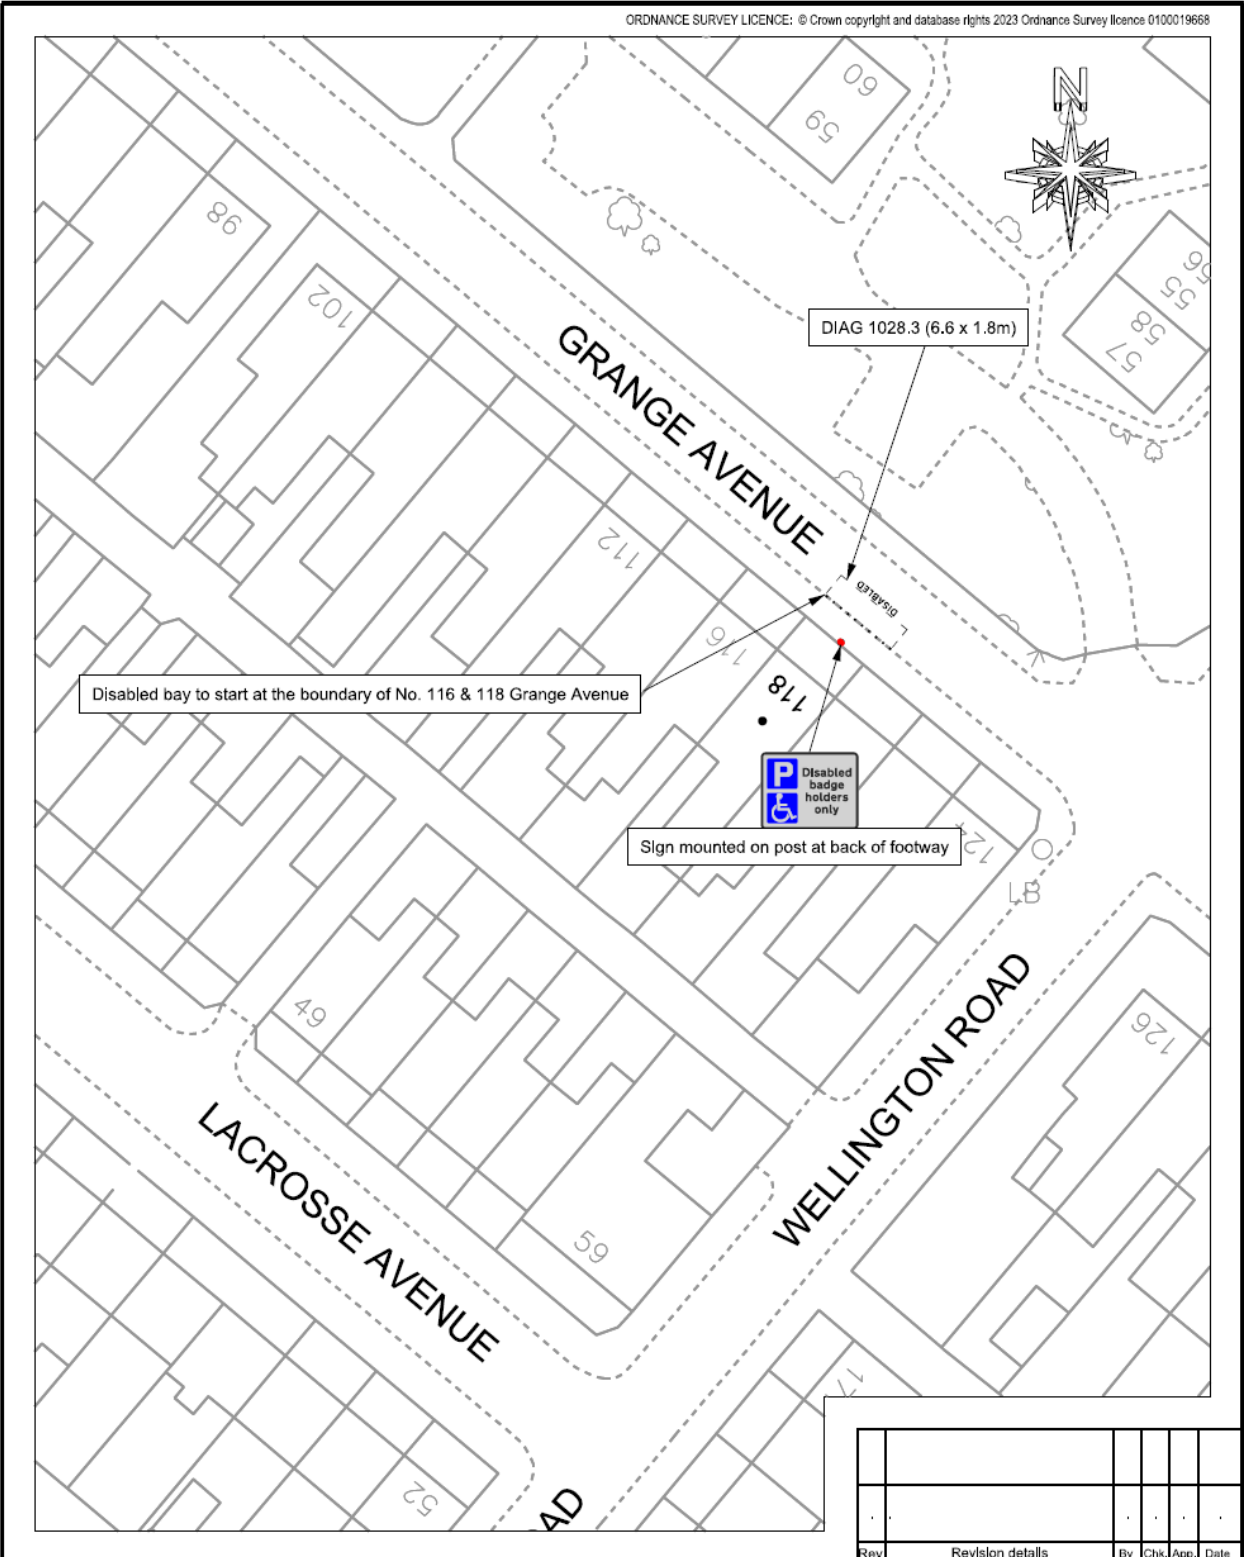 ORDNANCE SURVEY LICENCE: © Crown copyright and database rights 2023 Ordnance Survey licence 0100019668
60
59
N
98
56
55
58
57
102
DIAG 1028.3 (6.6 x 1.8m)
GRANGE AVENUE
112
DISABLED
116
Disabled bay to start at the boundary of No. 116 & 118 Grange Avenue
118
P
Disabled
badge
holders
only
Sign mounted on post at back of footway
124
LB
WELLINGTON ROAD
49
126
LACROSSE AVENUE
59
17
52
AD
Rev
Revision details
By
Chk.
App.
Date